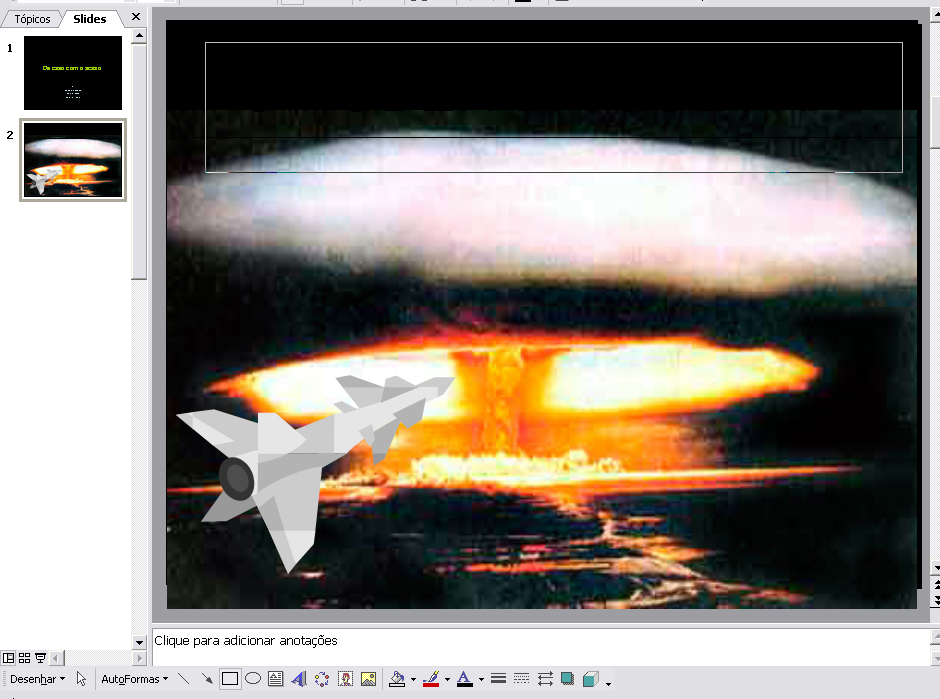 Tópicos
Slides
1
2
Clique para adicionar anotações
Desenhar
AutoFormas